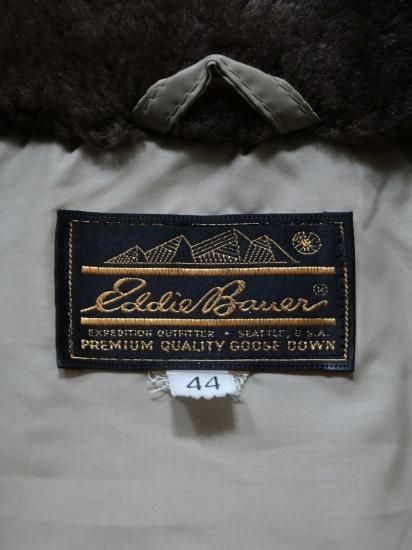 Eddie Bauer ®
EXPEDITION OUTFITTER • SEATTLE, U.S.A.
PREMIUM QUALITY GOOSE DOWN
44